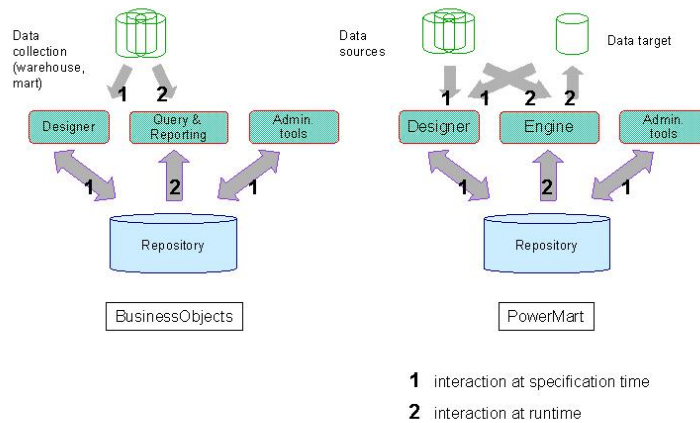 Data
collection
(warehouse,
mart)
1
2
Designer
Query &
Reporting
Admin.
tools
1
2
1
Repository
BusinessObjects
Data
sources
Data target
1
1
2
2
Designer
Engine
Admin.
tools
1
2
1
Repository
PowerMart
1 interaction at specification time
2 interaction at runtime